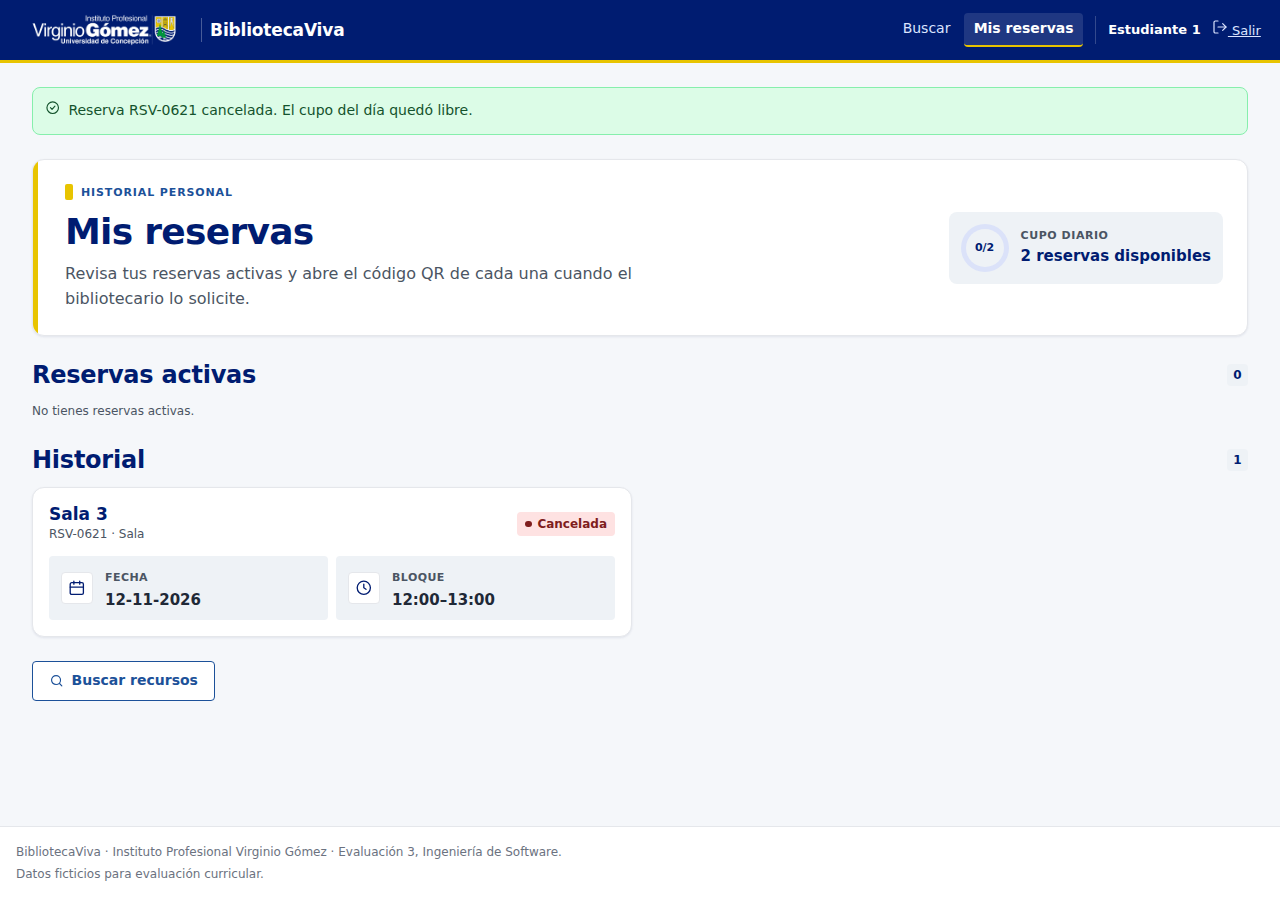 Instituto Profesional
VirginioGómez
Universidad de Concepción
BibliotecaViva
Buscar
Mis reservas
Estudiante 1
Salir
Reserva RSV-0621 cancelada. El cupo del día quedó libre.
HISTORIAL PERSONAL
Mis reservas
Revisa tus reservas activas y abre el código QR de cada una cuando el
bibliotecario lo solicite.
0/2
CUPO DIARIO
2 reservas disponibles
Reservas activas
0
No tienes reservas activas.
Historial
1
Sala 3
RSV-0621 · Sala
Cancelada
FECHA
12-11-2026
BLOQUE
12:00–13:00
Buscar recursos
BibliotecaViva · Instituto Profesional Virginio Gómez · Evaluación 3, Ingeniería de Software.
Datos ficticios para evaluación curricular.